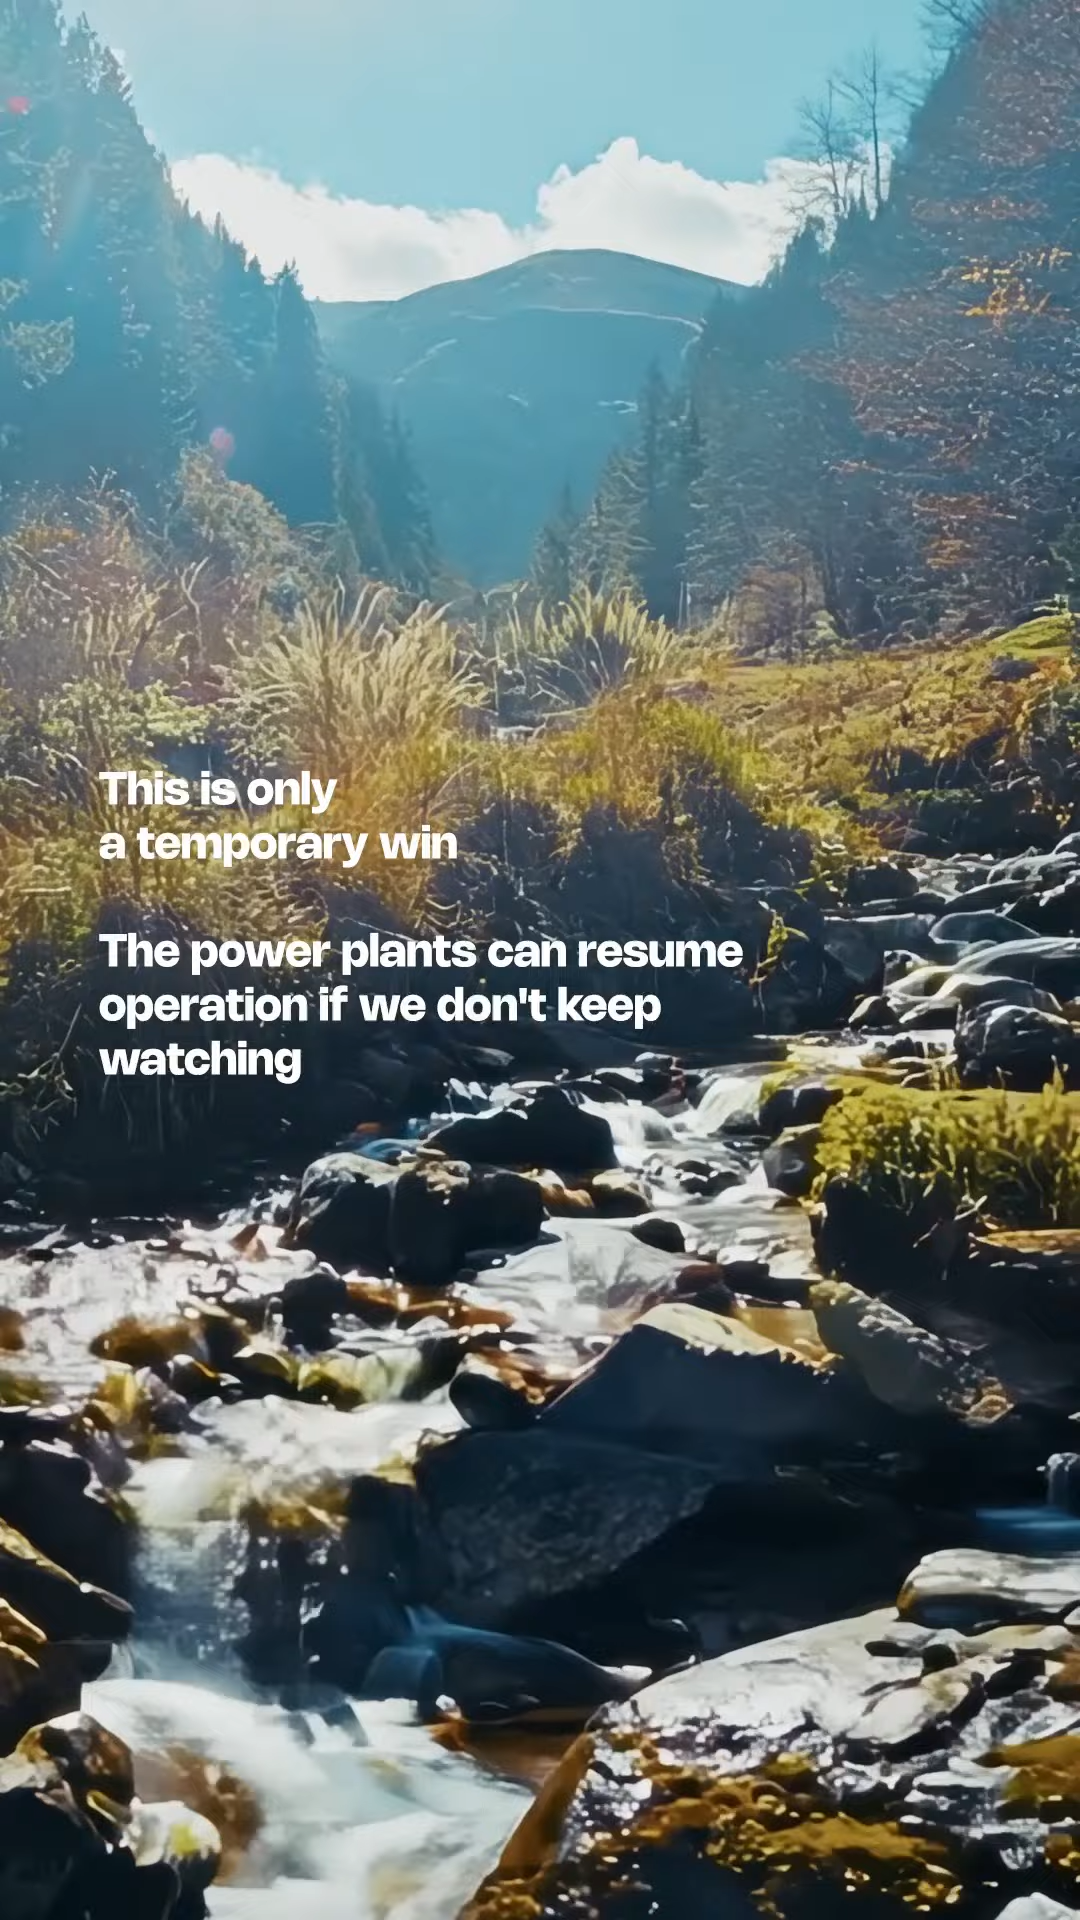 This is only
a temporary win
The power plants can resume
operation if we don't keep
watching